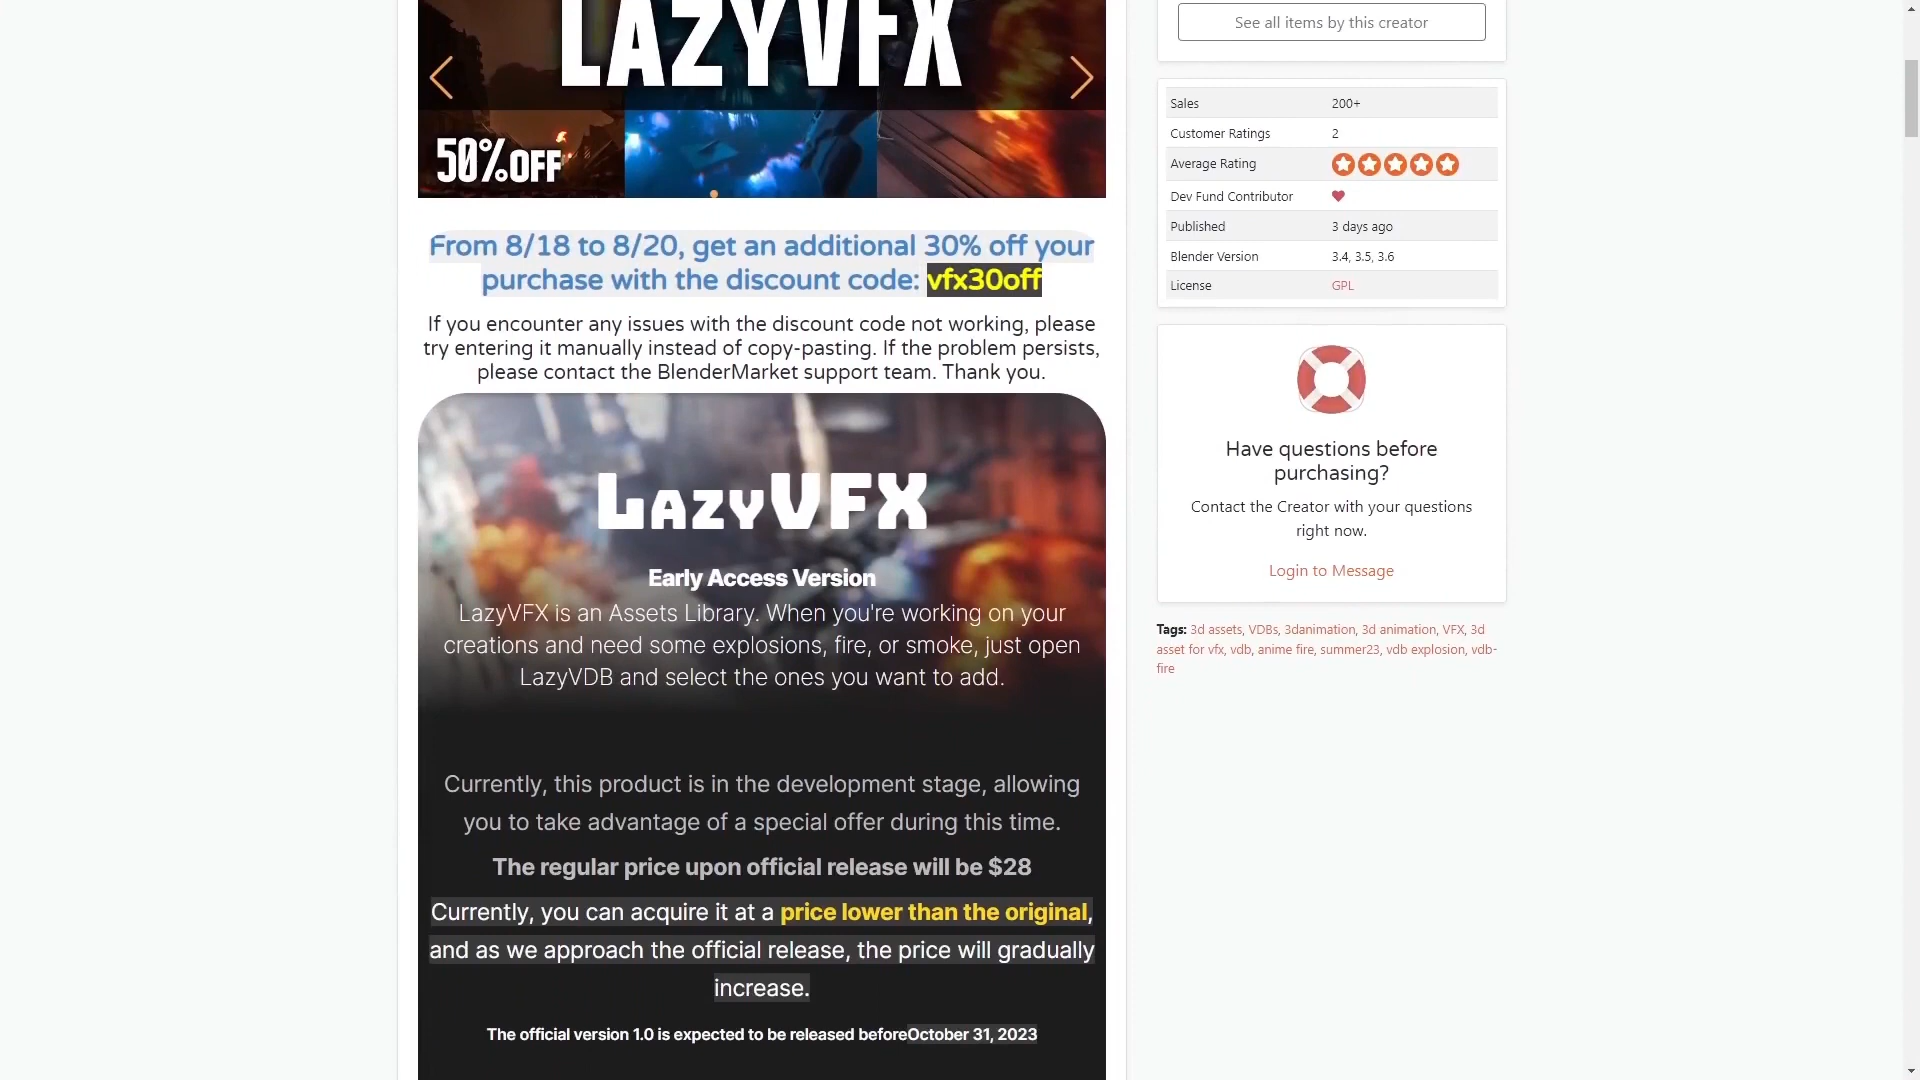 LAZYVFX
50%OFF
From 8/18 to 8/20, get an additional 30% off your
purchase with the discount code: vfx30off
If you encounter any issues with the discount code not working, please
try entering it manually instead of copy-pasting. If the problem persists,
please contact the BlenderMarket support team. Thank you.
LAZYVFX
Early Access Version
LazyVFX is an Assets Library. When you're working on your
creations and need some explosions, fire, or smoke, just open
LazyVDB and select the ones you want to add.
Currently, this product is in the development stage, allowing
you to take advantage of a special offer during this time.
The regular price upon official release will be $28
Currently, you can acquire it at a price lower than the original,
and as we approach the official release, the price will gradually
increase.
The official version 1.0 is expected to be released beforeOctober 31, 2023
See all items by this creator
Sales 200+
Customer Ratings 2
Average Rating
Dev Fund Contributor
Published 3 days ago
Blender Version 3.4, 3.5, 3.6
License GPL
Have questions before
purchasing?
Contact the Creator with your questions
right now.
Login to Message
Tags: 3d assets, VDBs, 3danimation, 3d animation, VFX, 3d
asset for vfx, vdb, anime fire, summer23, vdb explosion, vdb-
fire